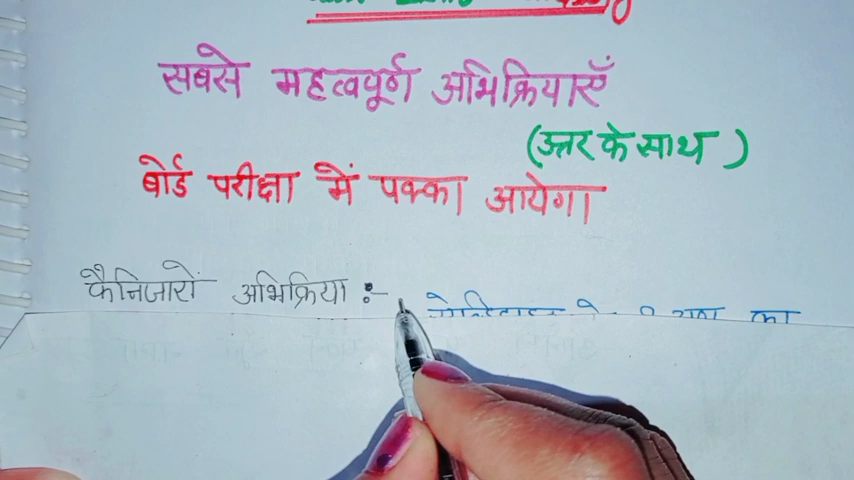 सबसे महत्वपूर्ण अभिक्रियाएँ
(उत्तर के साथ )
बोर्ड परीक्षा में पक्का आयेगा
कैनिजारो अभिक्रिया :- का